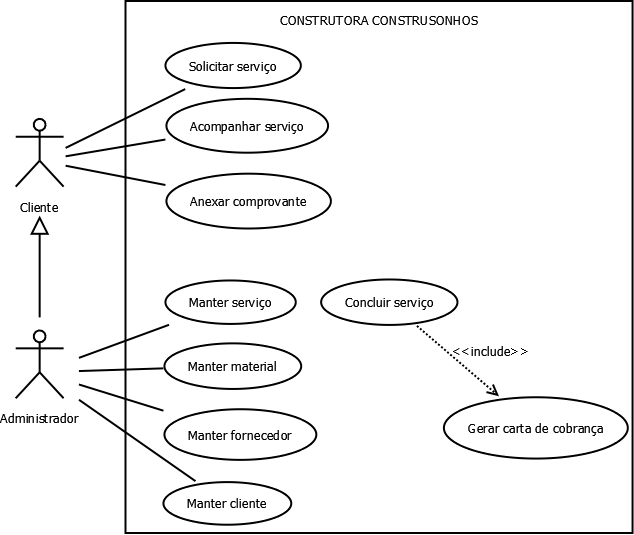 CONSTRUTORA CONSTRUSONHOS
Solicitar serviço
Acompanhar serviço
Cliente
Anexar comprovante
Manter serviço
Concluir serviço
<<include>>
Manter material
Administrador
Manter fornecedor
Gerar carta de cobrança
Manter cliente